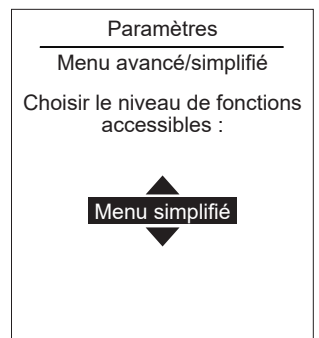 Paramètres
Menu avancé/simplifié
Choisir le niveau de fonctions
accessibles :
Menu simplifié